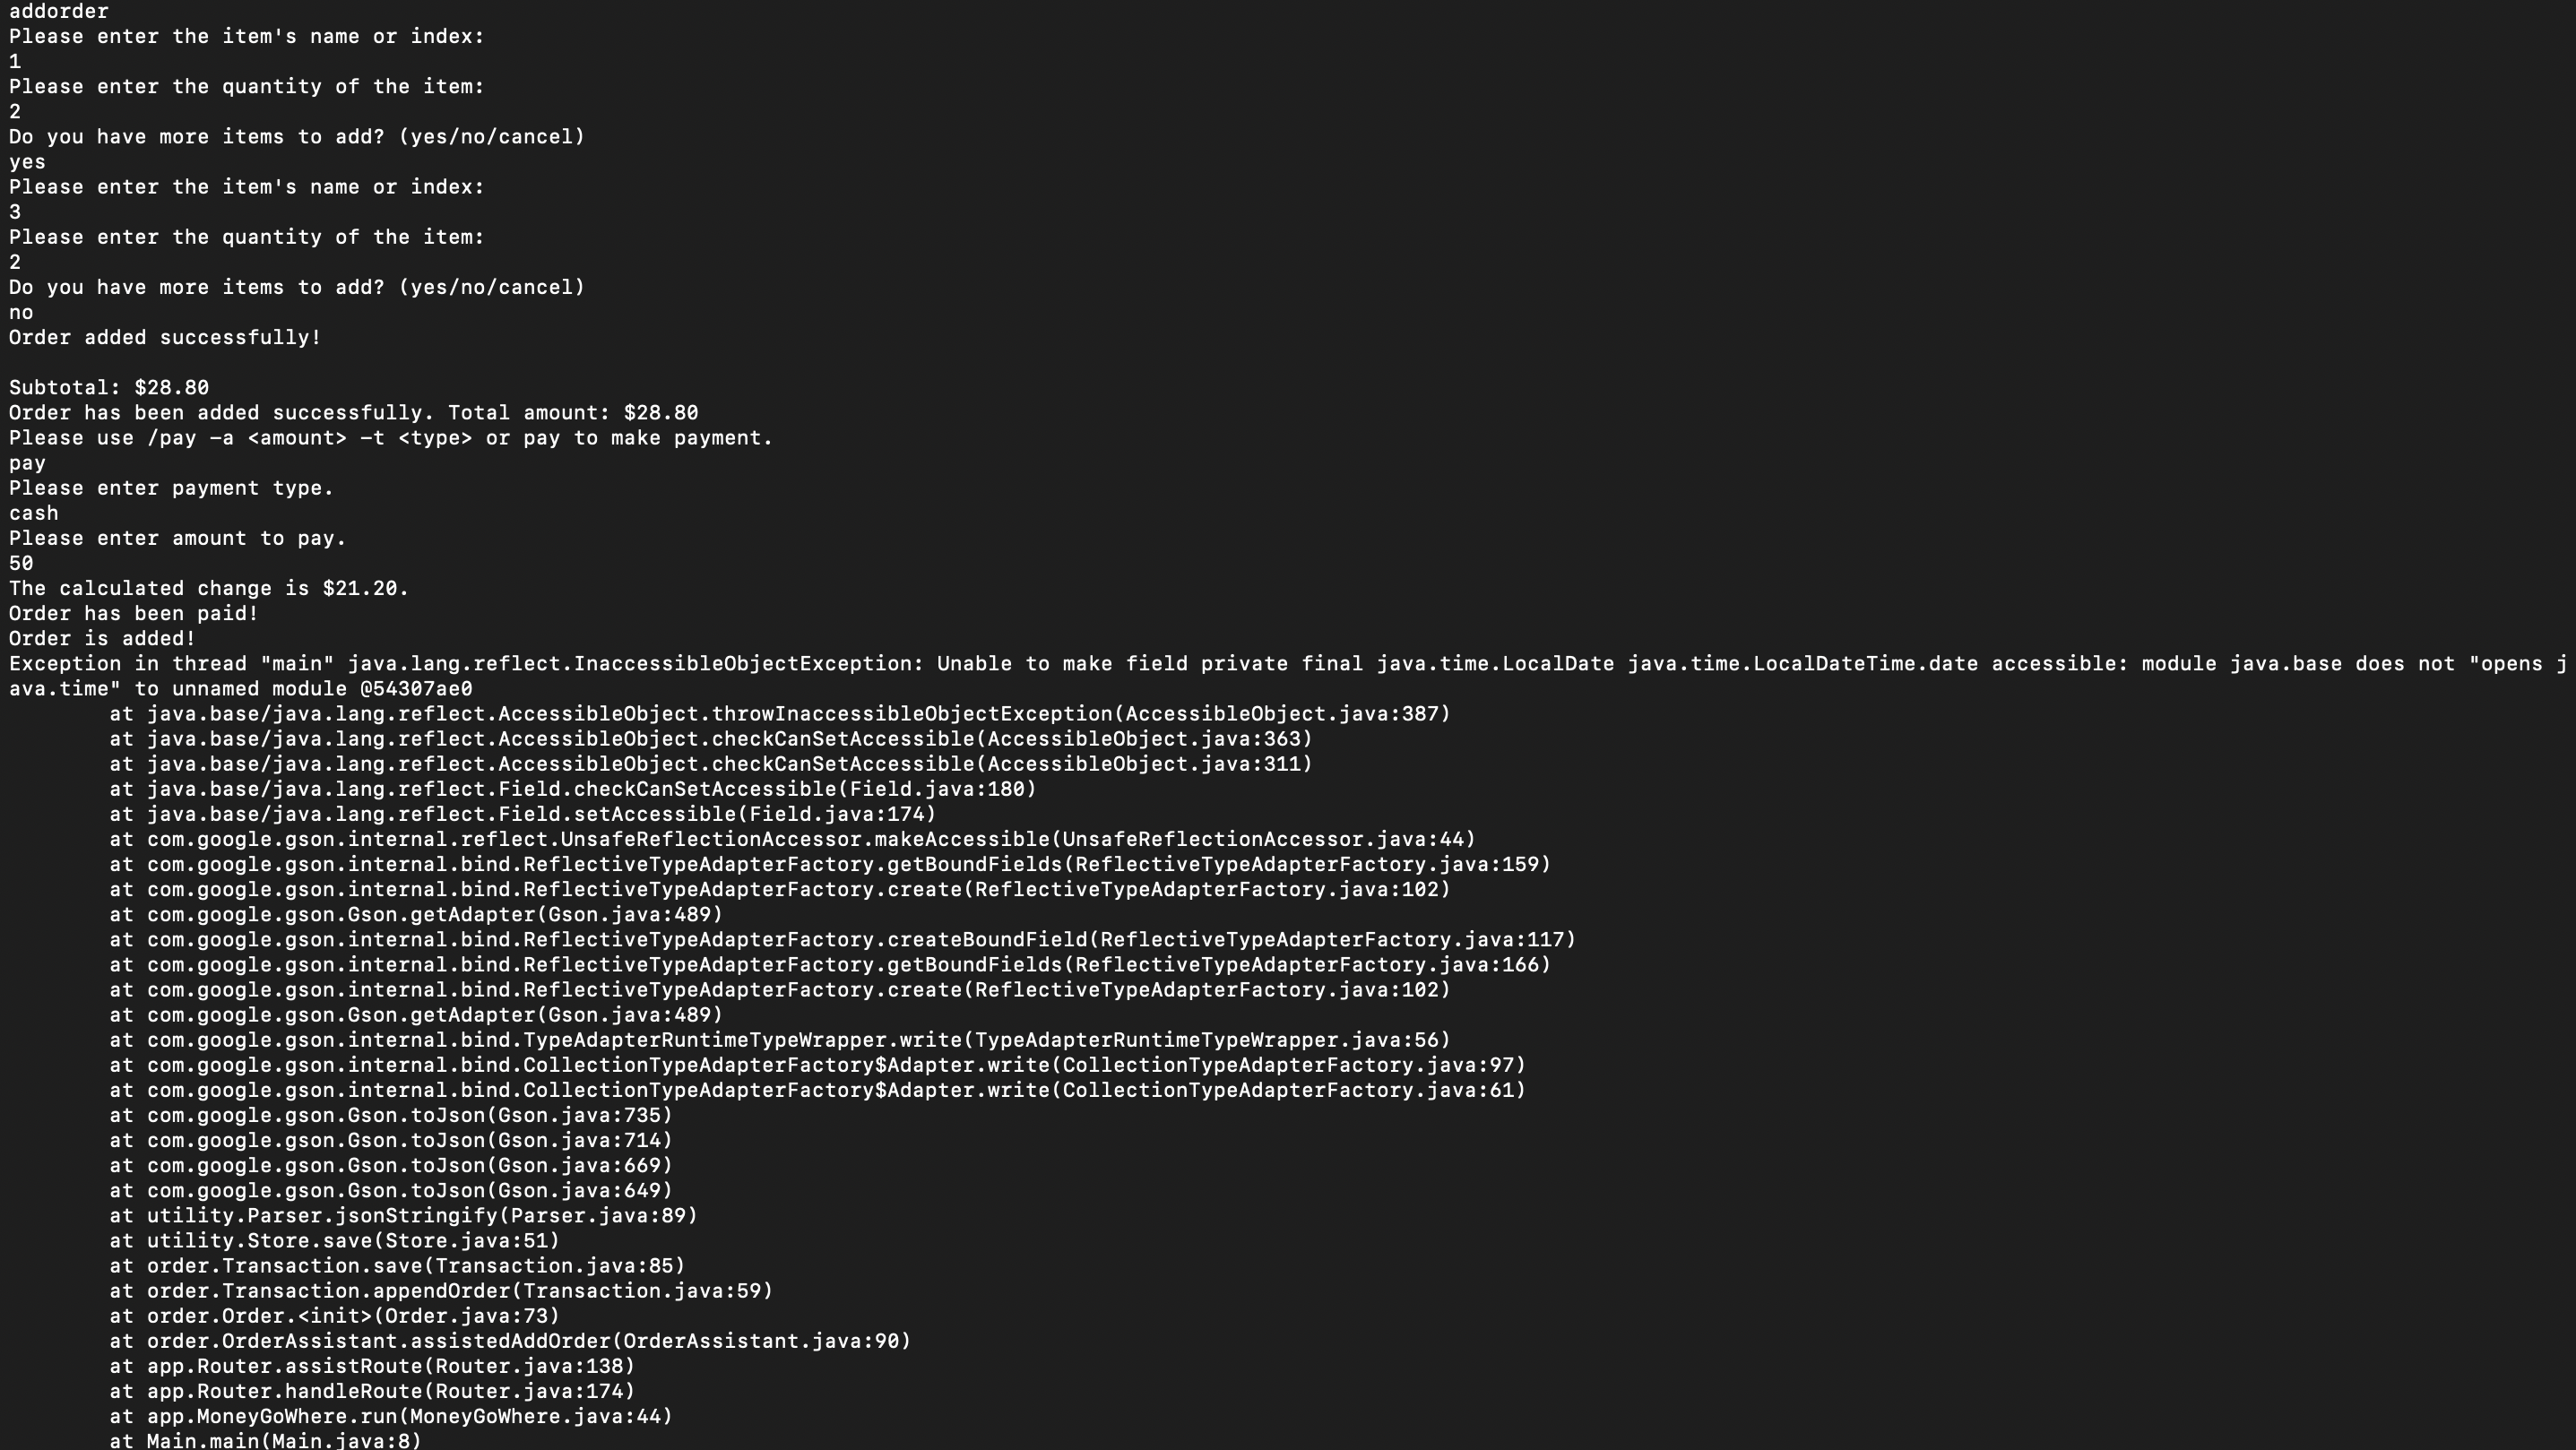 addorder
Please enter the item's name or index:
1
Please enter the quantity of the item:
2
Do you have more items to add? (yes/no/cancel)
yes
Please enter the item's name or index:
3
Please enter the quantity of the item:
2
Do you have more items to add? (yes/no/cancel)
no
Order added successfully!
Subtotal: $28.80
Order has been added successfully. Total amount: $28.80
Please use /pay -a <amount> -t <type> or pay to make payment.
pay
Please enter payment type.
cash
Please enter amount to pay.
50
The calculated change is $21.20.
Order has been paid!
Order is added!
Exception in thread "main" java.lang.reflect.InaccessibleObjectException: Unable to make field private final java.time.LocalDate java.time.LocalDateTime.date accessible: module java.base does not "opens j
ava.time" to unnamed module @54307ae0
at java.base/java.lang.reflect.AccessibleObject.throwInaccessibleObjectException(AccessibleObject.java:387)
at java.base/java.lang.reflect.AccessibleObject.checkCanSetAccessible(AccessibleObject.java:363)
at java.base/java.lang.reflect.AccessibleObject.checkCanSetAccessible(AccessibleObject.java:311)
at java.base/java.lang.reflect.Field.checkCanSetAccessible(Field.java:180)
at java.base/java.lang.reflect.Field.setAccessible(Field.java:174)
at com.google.gson.internal.reflect.UnsafeReflectionAccessor.makeAccessible(UnsafeReflectionAccessor.java:44)
at com.google.gson.internal.bind.ReflectiveTypeAdapterFactory.getBoundFields(ReflectiveTypeAdapterFactory.java:159)
at com.google.gson.internal.bind.ReflectiveTypeAdapterFactory.create(ReflectiveTypeAdapterFactory.java:102)
at com.google.gson.Gson.getAdapter(Gson.java:489)
at com.google.gson.internal.bind.ReflectiveTypeAdapterFactory.createBoundField(ReflectiveTypeAdapterFactory.java:117)
at com.google.gson.internal.bind.ReflectiveTypeAdapterFactory.getBoundFields(ReflectiveTypeAdapterFactory.java:166)
at com.google.gson.internal.bind.ReflectiveTypeAdapterFactory.create(ReflectiveTypeAdapterFactory.java:102)
at com.google.gson.Gson.getAdapter(Gson.java:489)
at com.google.gson.internal.bind.TypeAdapterRuntimeTypeWrapper.write(TypeAdapterRuntimeTypeWrapper.java:56)
at com.google.gson.internal.bind.CollectionTypeAdapterFactory$Adapter.write(CollectionTypeAdapterFactory.java:97)
at com.google.gson.internal.bind.CollectionTypeAdapterFactory$Adapter.write(CollectionTypeAdapterFactory.java:61)
at com.google.gson.Gson.toJson(Gson.java:735)
at com.google.gson.Gson.toJson(Gson.java:714)
at com.google.gson.Gson.toJson(Gson.java:669)
at com.google.gson.Gson.toJson(Gson.java:649)
at utility.Parser.jsonStringify(Parser.java:89)
at utility.Store.save(Store.java:51)
at order.Transaction.save(Transaction.java:85)
at order.Transaction.appendOrder(Transaction.java:59)
at order.Order.<init>(Order.java:73)
at order.OrderAssistant.assistedAddOrder(OrderAssistant.java:90)
at app.Router.assistRoute(Router.java:138)
at app.Router.handleRoute(Router.java:174)
at app.MoneyGoWhere.run(MoneyGoWhere.java:44)
at Main.main(Main.java:8)